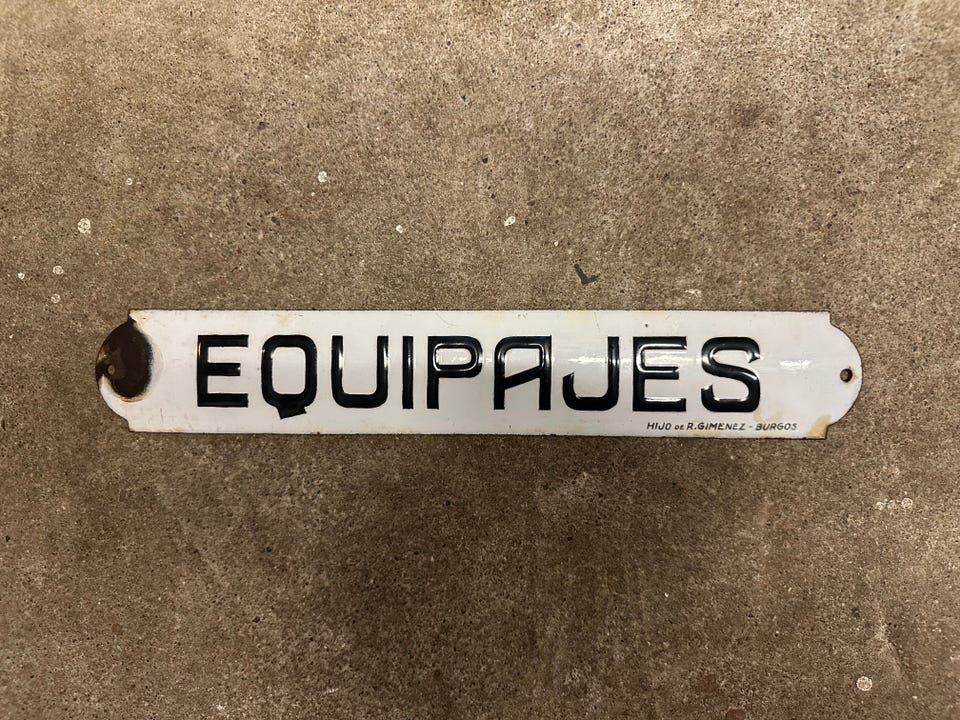 EQUIPAJES
HIJO DE R.GIMENEZ - BURGOS